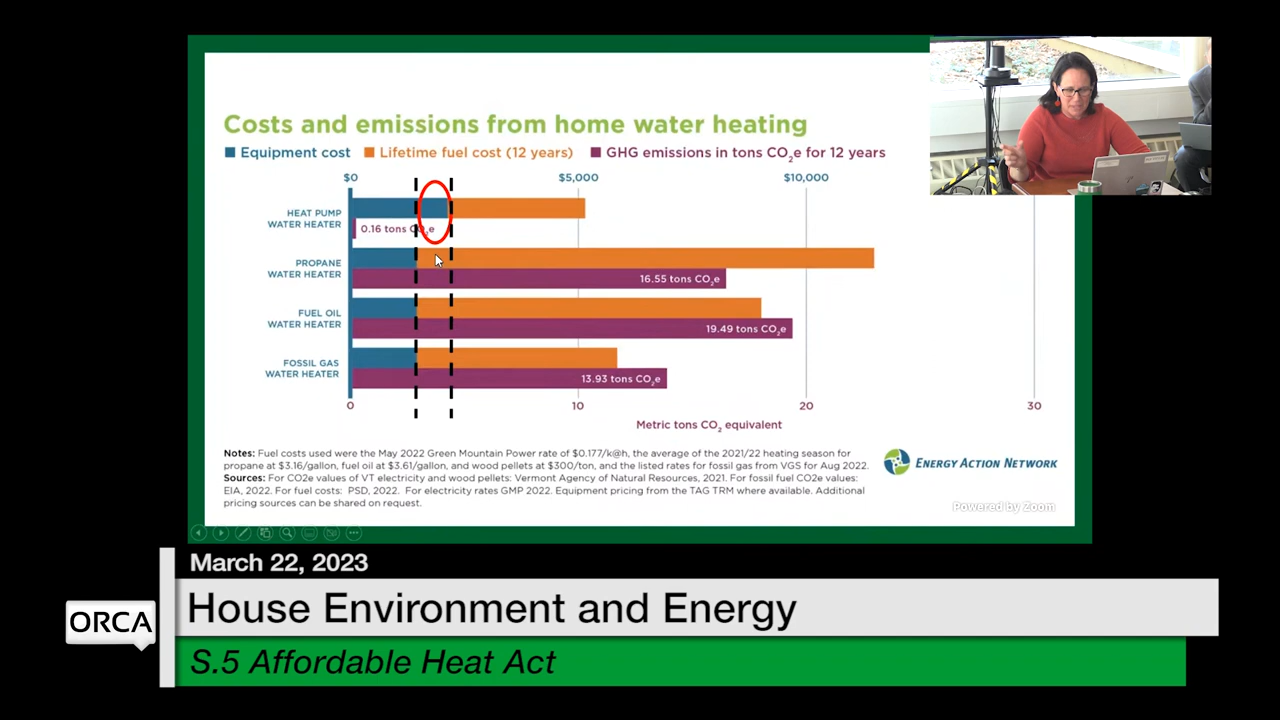 Costs and emissions from home water heating
Equipment cost Lifetime fuel cost (12 years) GHG emissions in tons CO₂e for 12 years
$0 $5,000 $10,000
HEAT PUMP
WATER HEATER
0.16 tons CO₂e
PROPANE
WATER HEATER
16.55 tons CO₂e
FUEL OIL
WATER HEATER
19.49 tons CO₂e
FOSSIL GAS
WATER HEATER
13.93 tons CO₂e
0 10 20 30
Metric tons CO₂ equivalent
Notes: Fuel costs used were the May 2022 Green Mountain Power rate of $0.177/k@h, the average of the 2021/22 heating season for
propane at $3.16/gallon, fuel oil at $3.61/gallon, and wood pellets at $300/ton, and the listed rates for fossil gas from VGS for Aug 2022.
Sources: For CO2e values of VT electricity and wood pellets: Vermont Agency of Natural Resources, 2021. For fossil fuel CO2e values:
EIA, 2022. For fuel costs: PSD, 2022. For electricity rates GMP 2022. Equipment pricing from the TAG TRM where available. Additional
pricing sources can be shared on request.
ENERGY ACTION NETWORK
Powered by Zoom
March 22, 2023
House Environment and Energy
ORCA
S.5 Affordable Heat Act